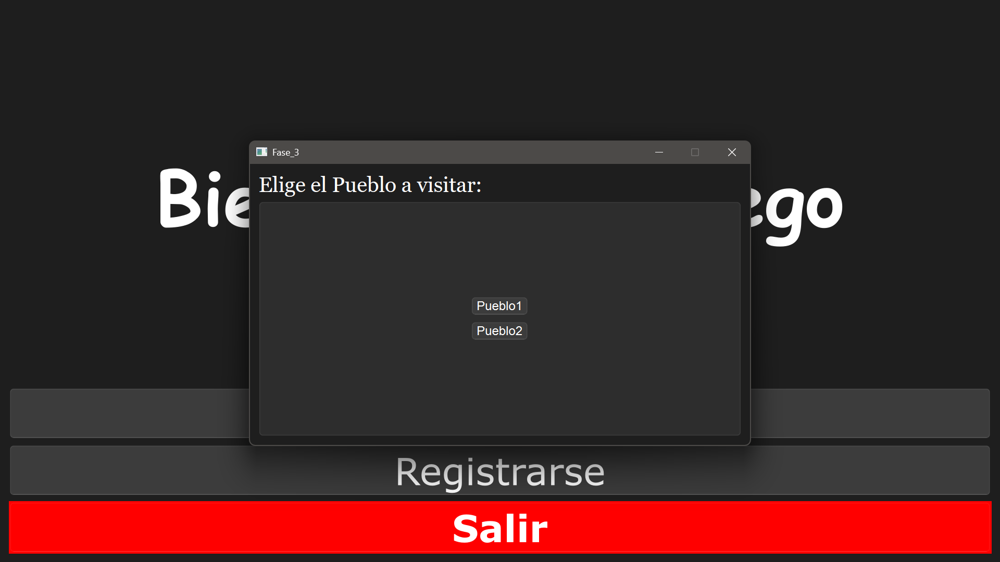 Fase_3
Elige el Pueblo a visitar:
Pueblo1
Pueblo2
Registrarse
Salir